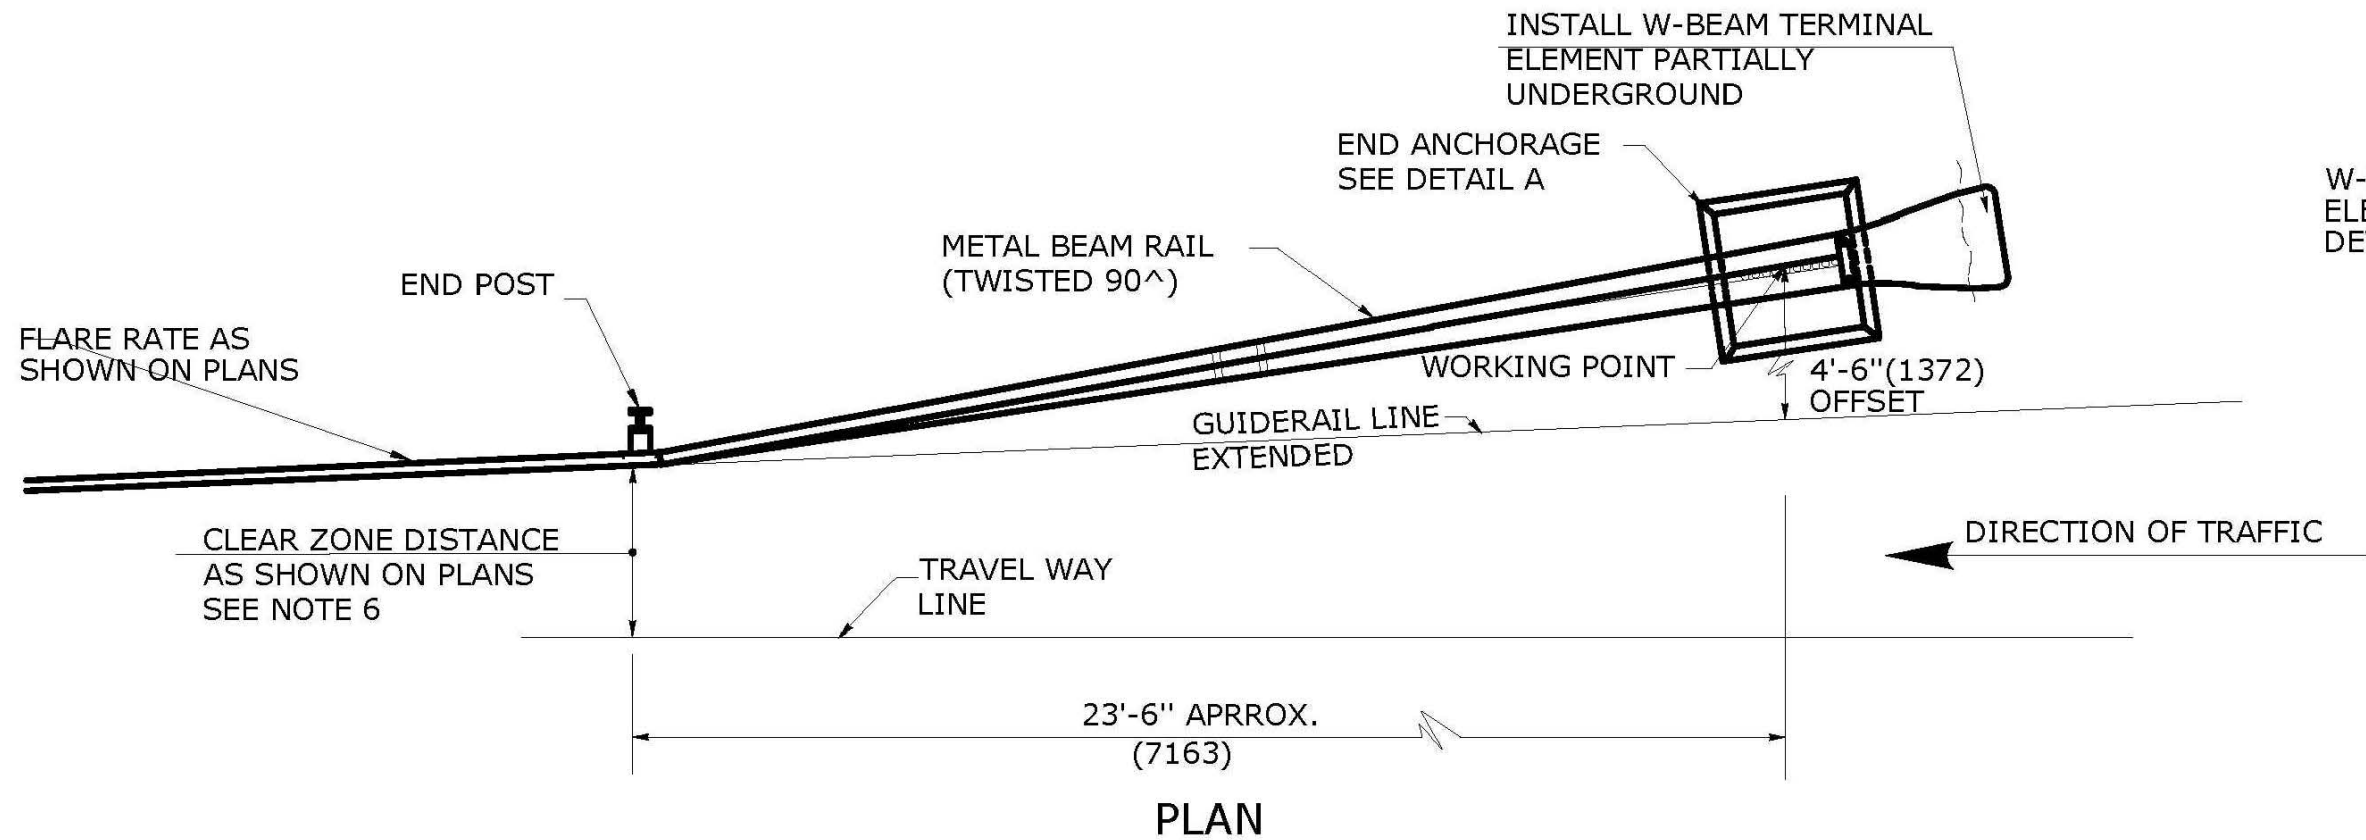 INSTALL W-BEAM TERMINAL
ELEMENT PARTIALLY
UNDERGROUND
END ANCHORAGE
SEE DETAIL A
W-
METAL BEAM RAIL
(TWISTED 90^)
END POST
FLARE RATE AS
SHOWN ON PLANS
WORKING POINT
4'-6"(1372)
OFFSET
GUIDERAIL LINE
EXTENDED
CLEAR ZONE DISTANCE
AS SHOWN ON PLANS
SEE NOTE 6
TRAVEL WAY
LINE
DIRECTION OF TRAFFIC
23'-6" APRROX.
(7163)
PLAN